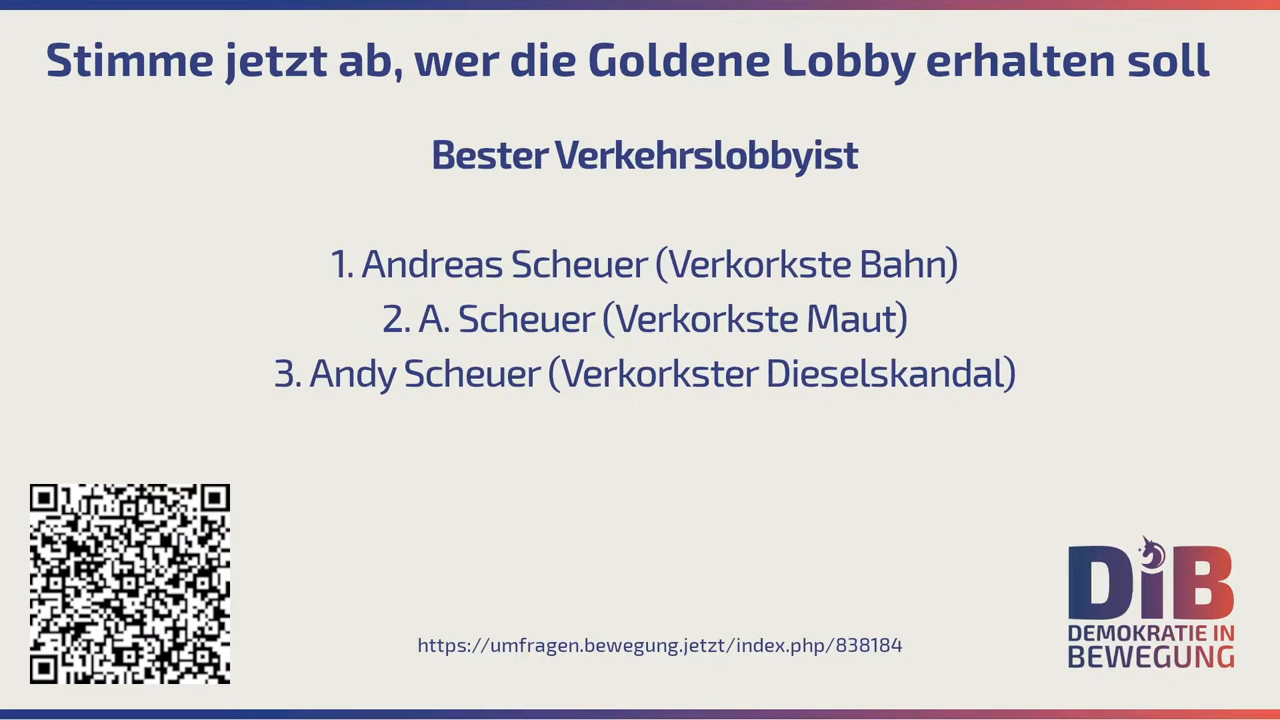 Stimme jetzt ab, wer die Goldene Lobby erhalten soll
Bester Verkehrslobbyist
1. Andreas Scheuer (Verkorkste Bahn)
2. A. Scheuer (Verkorkste Maut)
3. Andy Scheuer (Verkorkster Dieselskandal)
https://umfragen.bewegung.jetzt/index.php/838184
DiB
DEMOKRATIE IN
BEWEGUNG